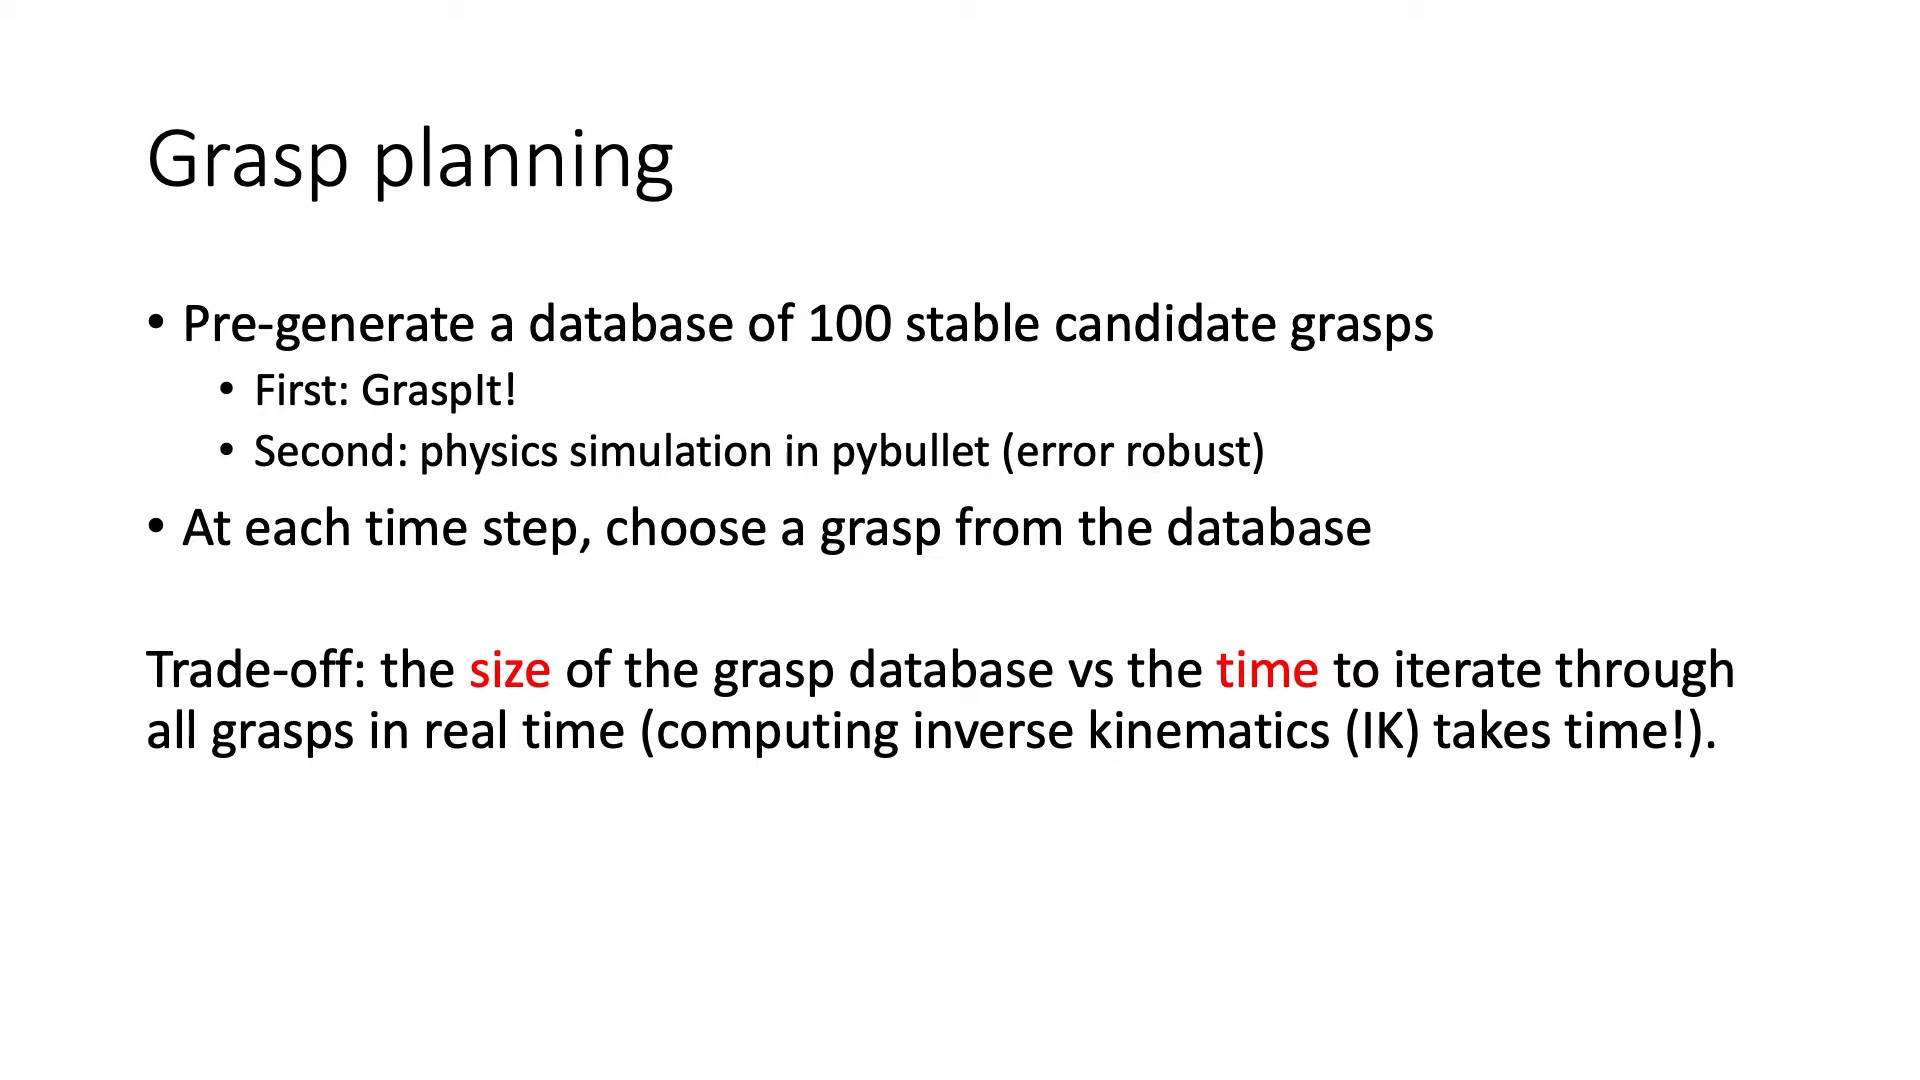 Grasp planning
• Pre-generate a database of 100 stable candidate grasps
• First: GraspIt!
• Second: physics simulation in pybullet (error robust)
• At each time step, choose a grasp from the database
Trade-off: the size of the grasp database vs the time to iterate through
all grasps in real time (computing inverse kinematics (IK) takes time!).